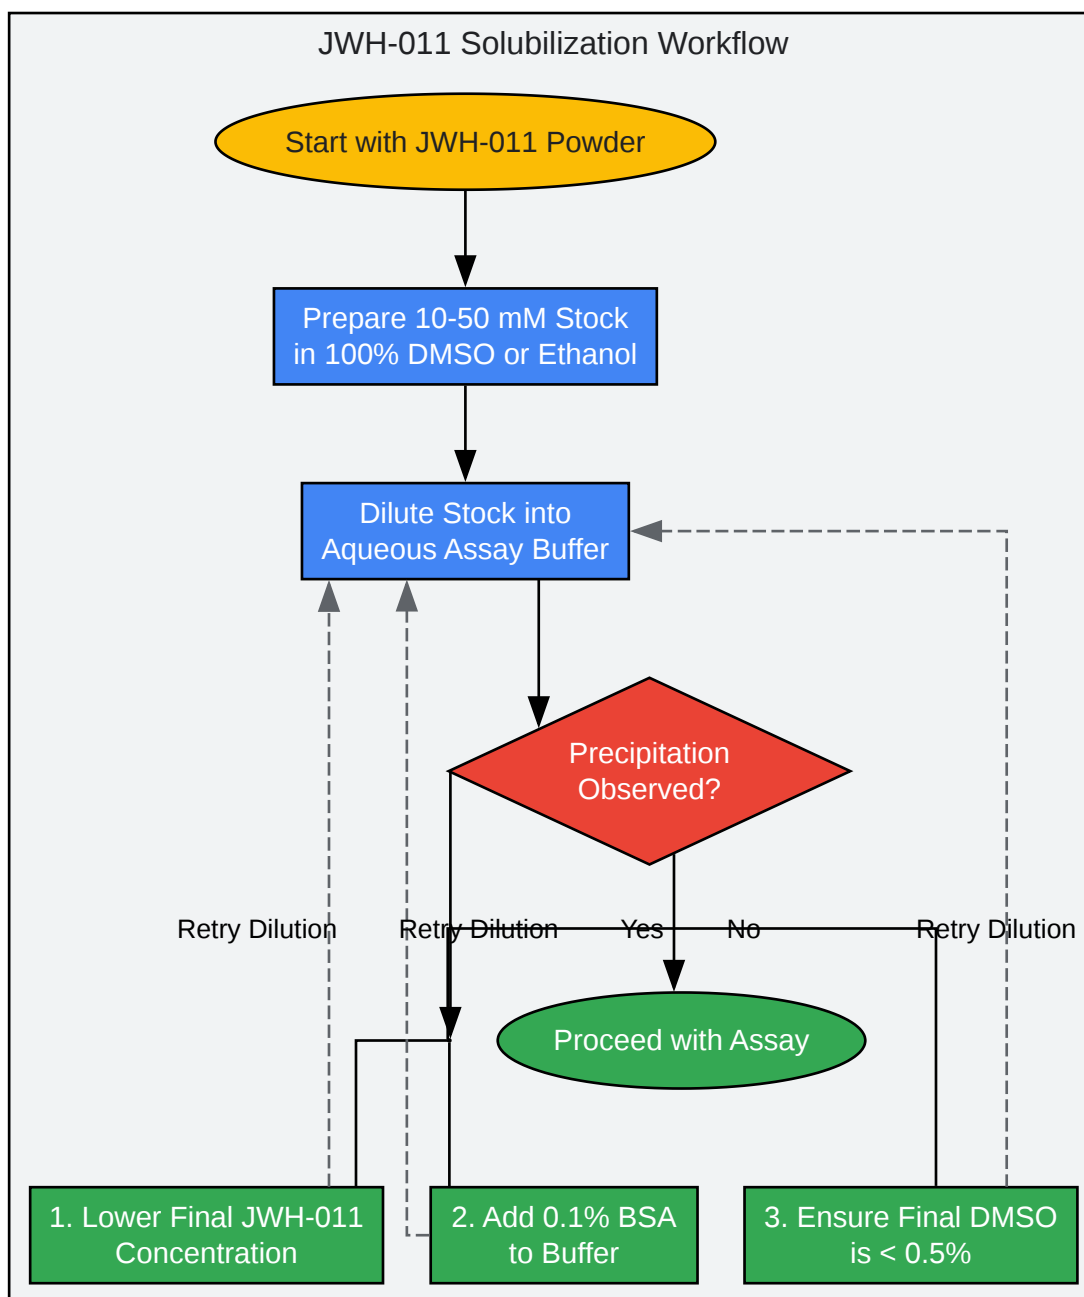 JWH-011 Solubilization Workflow
Start with JWH-011 Powder
Prepare 10-50 mM Stock
in 100% DMSO or Ethanol
Dilute Stock into
Aqueous Assay Buffer
Precipitation
Observed?
Retry Dilution
Retry Dilution
Yes
No
Retry Dilution
Proceed with Assay
1. Lower Final JWH-011
Concentration
2. Add 0.1% BSA
to Buffer
3. Ensure Final DMSO
is < 0.5%